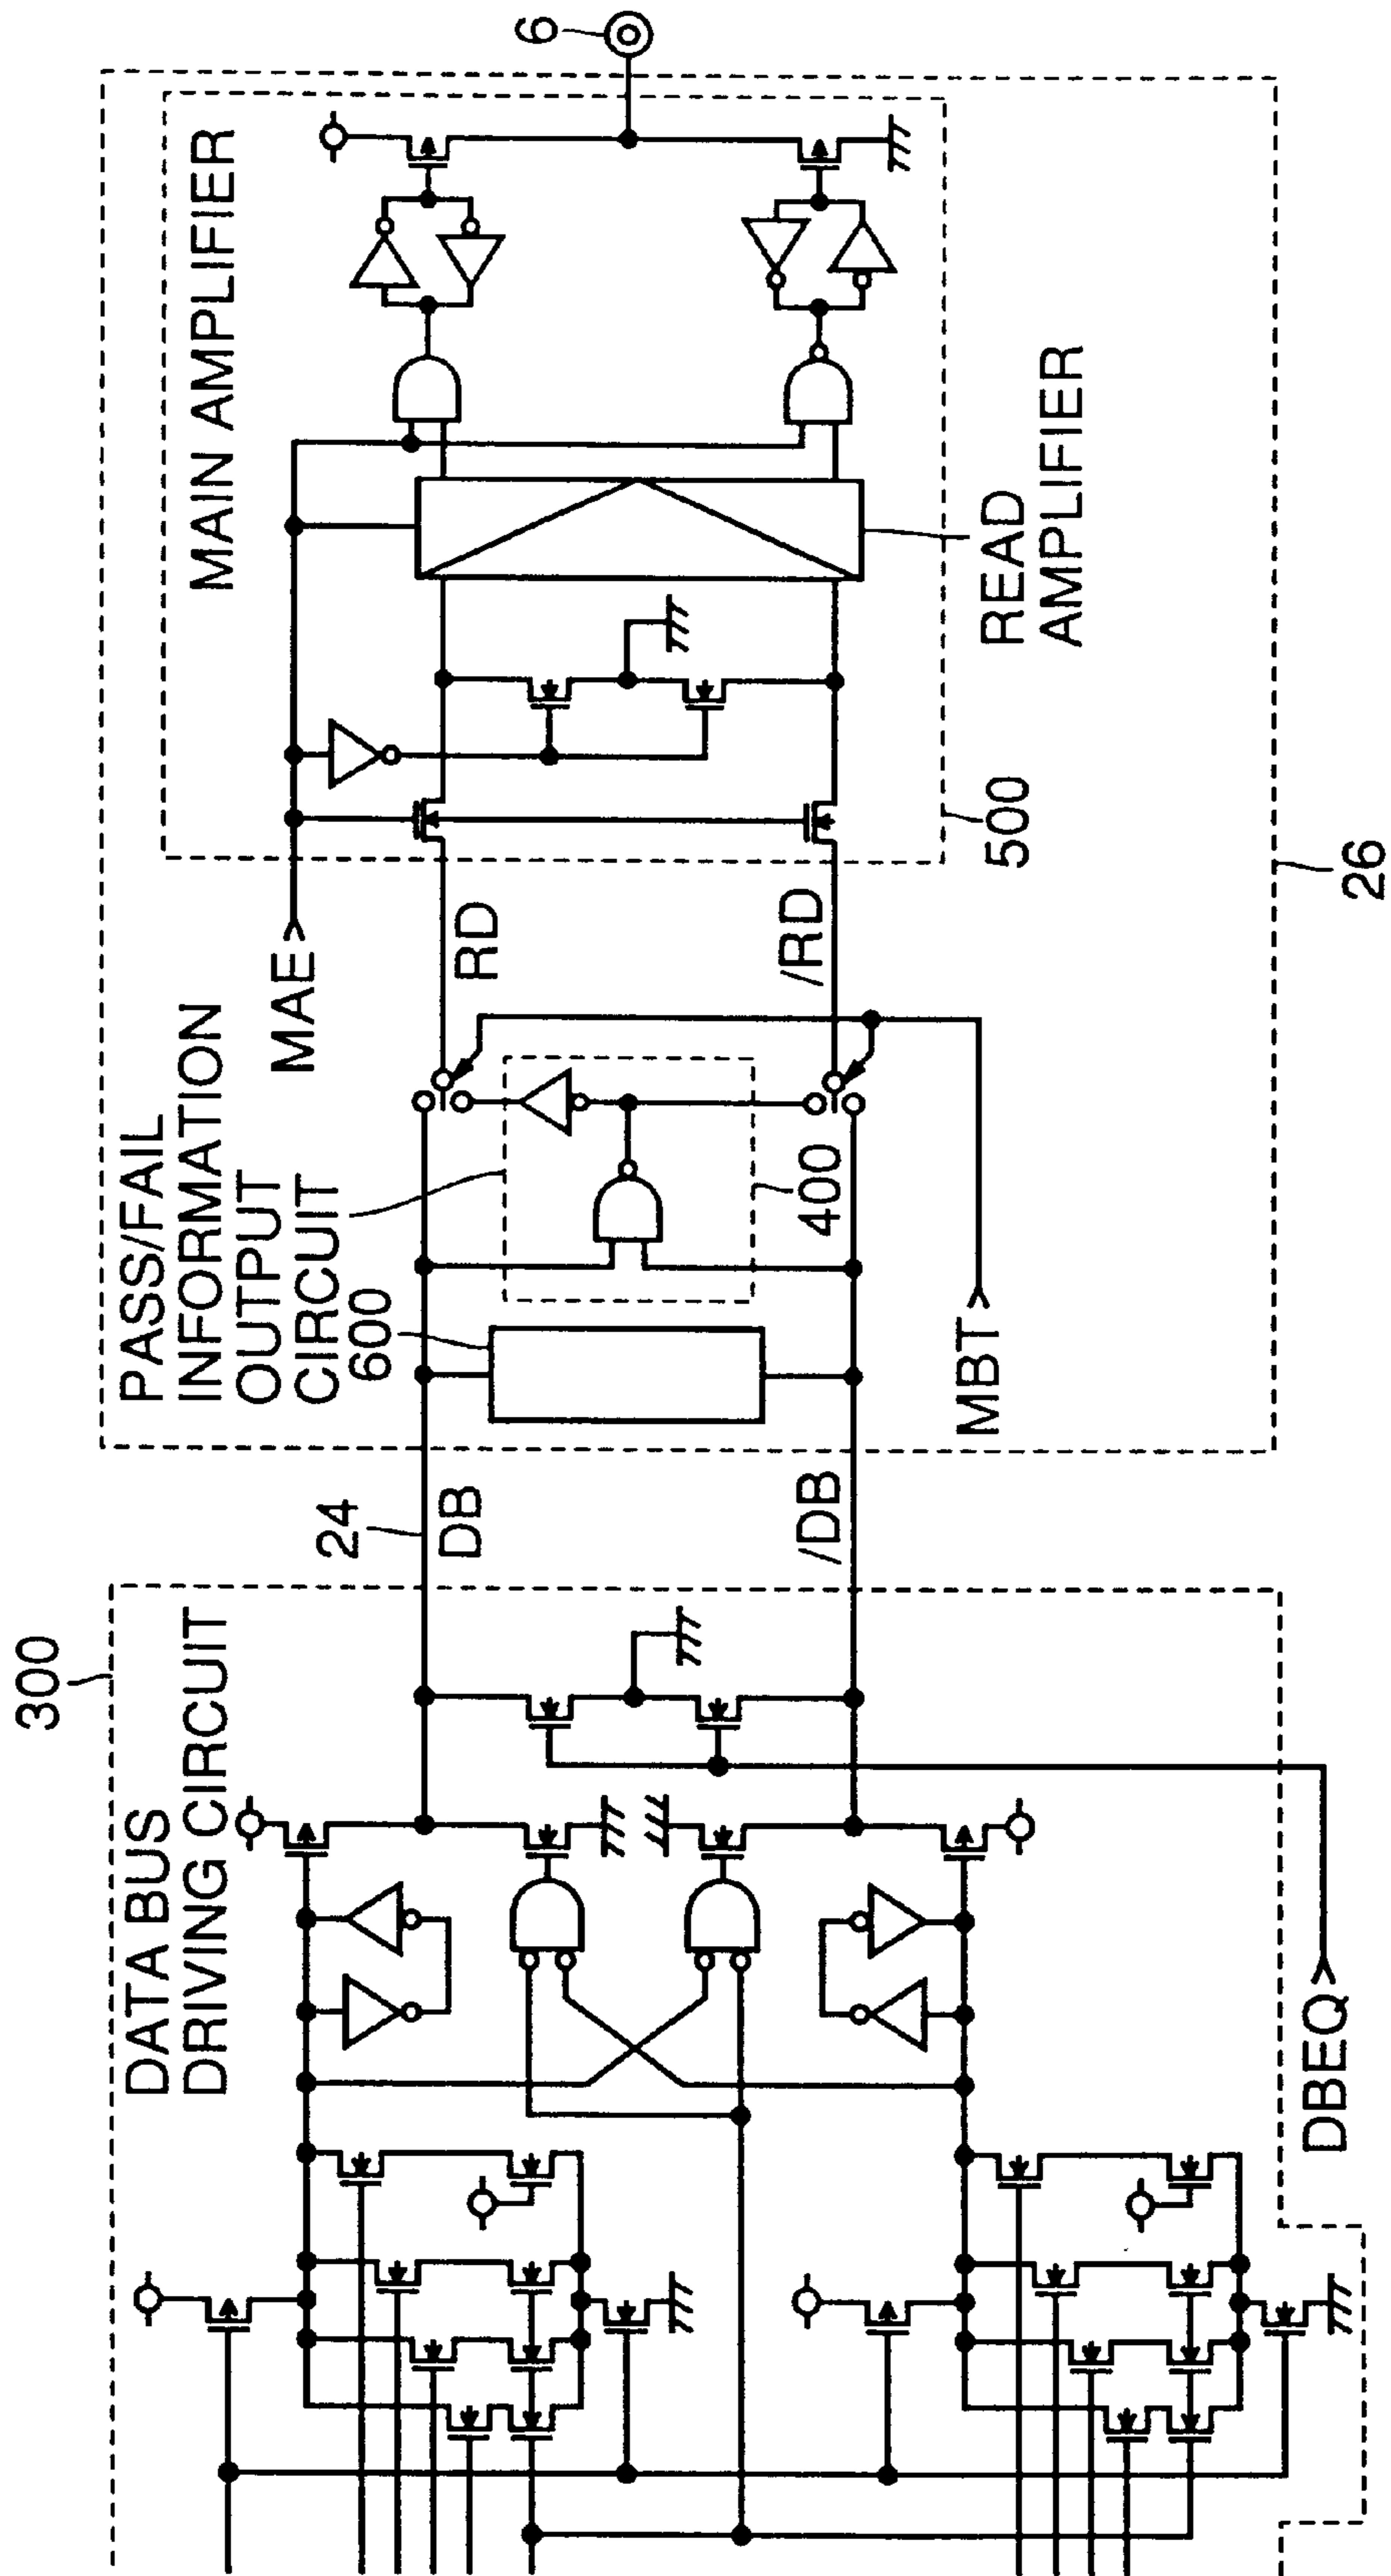 300
DATA BUS
DRIVING CIRCUIT
24
DB
/DB
DBEQ
PASS/FAIL
INFORMATION
OUTPUT
CIRCUIT
600
400
MBT
MAE
RD
/RD
500
26
MAIN AMPLIFIER
READ
AMPLIFIER
6